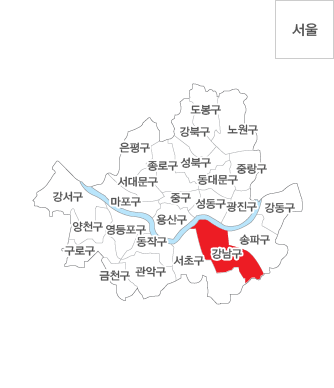 서울
도봉구
강북구
노원구
은평구
종로구
성북구
중랑구
서대문구
동대문구
강서구
마포구
중구
성동구
광진구
강동구
용산구
양천구
영등포구
동작구
송파구
구로구
서초구
강남구
금천구
관악구